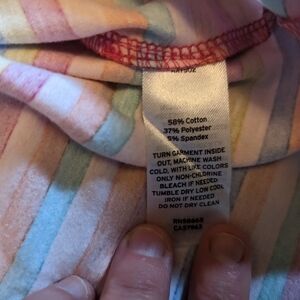 58% Cotton
37% Polyester
5% Spandex
TURN GARMENT INSIDE
OUT, MACHINE WASH
COLD, WITH LIKE COLORS
ONLY NON-CHLORINE
BLEACH IF NEEDED
TUMBLE DRY LOW COOL
IRON IF NEEDED
DO NOT DRY CLEAN